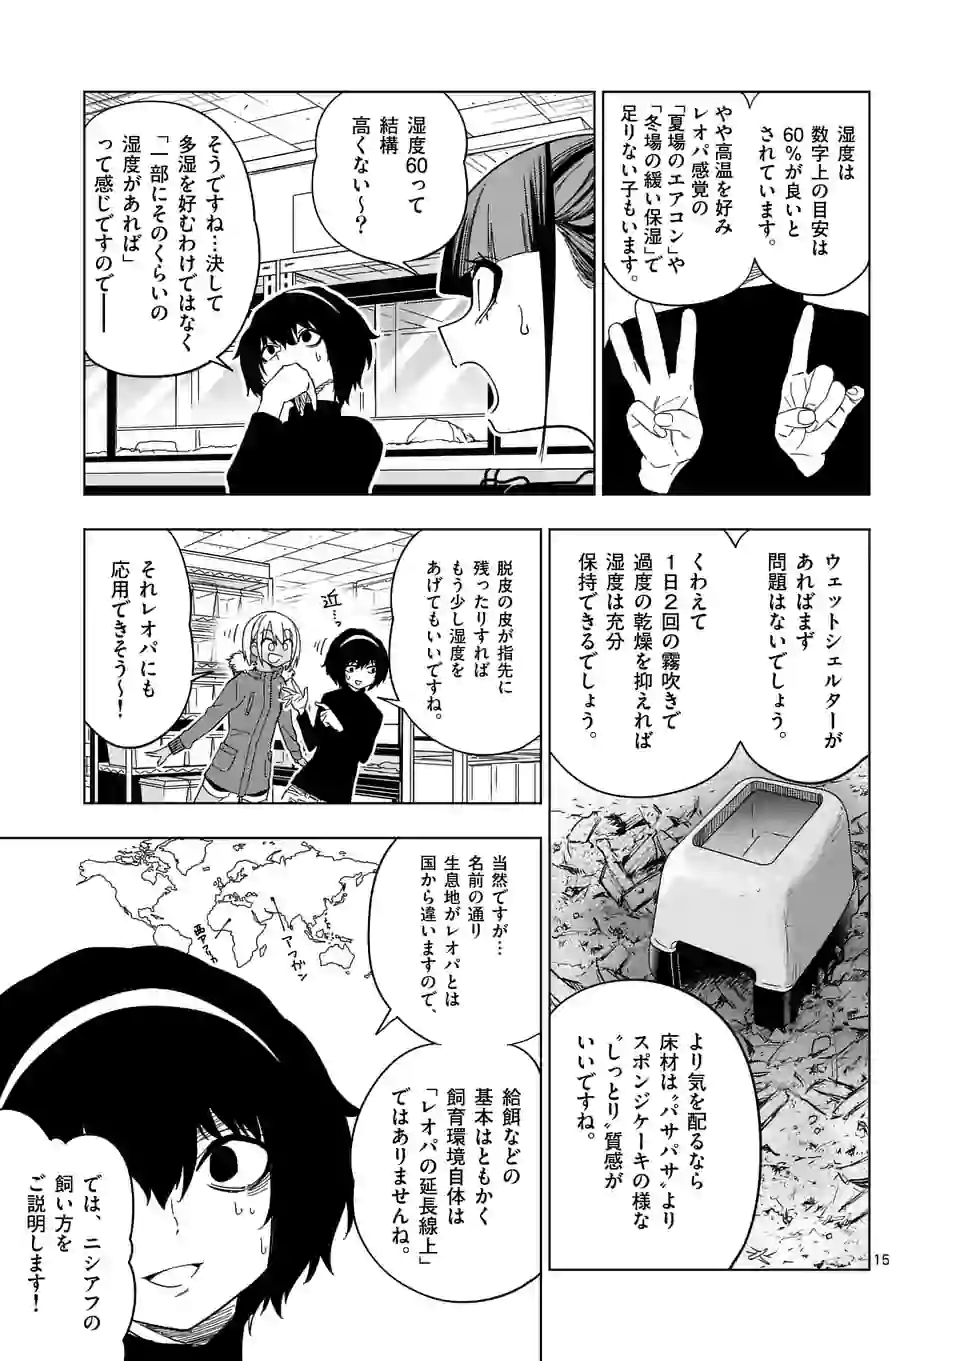 湿度は
数字上の目安は
60%が良いと
されています。
やや高温を好み
レオパ感覚の
「夏場のエアコン」や
「冬場の緩い保湿」で
足りない子もいます。
湿度60って
結構
高くない〜？
そうですね…決して
多湿を好むわけではなく
「一部にそのくらいの
湿度があれば」
って感じですので――
ウェットシェルターが
あればまず
問題はないでしょう。
くわえて
1日2回の霧吹きで
過度の乾燥を抑えれば
湿度は充分
保持できるでしょう。
より気を配るなら
床材は〝パサパサ〟より
スポンジケーキの様な
〝しっとり〟質感が
いいですね。
脱皮の皮が指先に
残ったりすれば
もう少し湿度を
あげてもいいですね。
近…っ
それレオパにも
応用できそう〜！
当然ですが…
名前の通り
生息地がレオパとは
国から違いますので、
アフガン
西アフリカ
給餌などの
基本はともかく
飼育環境自体は
「レオパの延長線上」
ではありませんね。
では、ニシアフの
飼い方を
ご説明します！
15